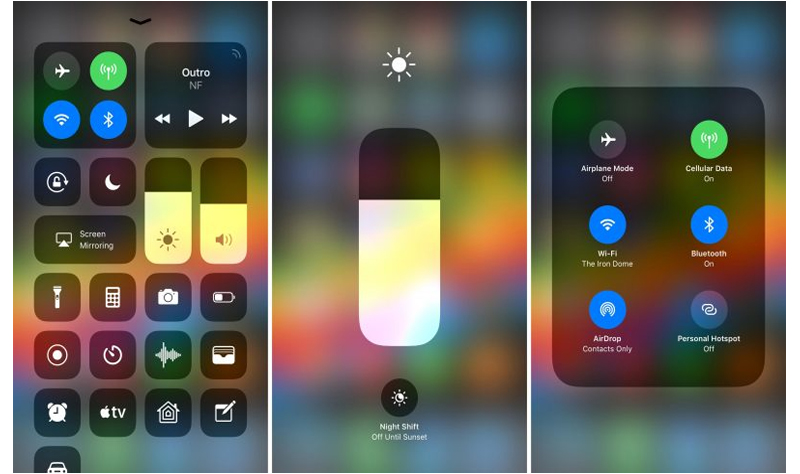 Outro
NF
Screen
Mirroring
tv
Night Shift
Off Until Sunset
Airplane Mode
Off
Cellular Data
On
Wi-Fi
The Iron Dome
Bluetooth
On
AirDrop
Contacts Only
Personal Hotspot
Off